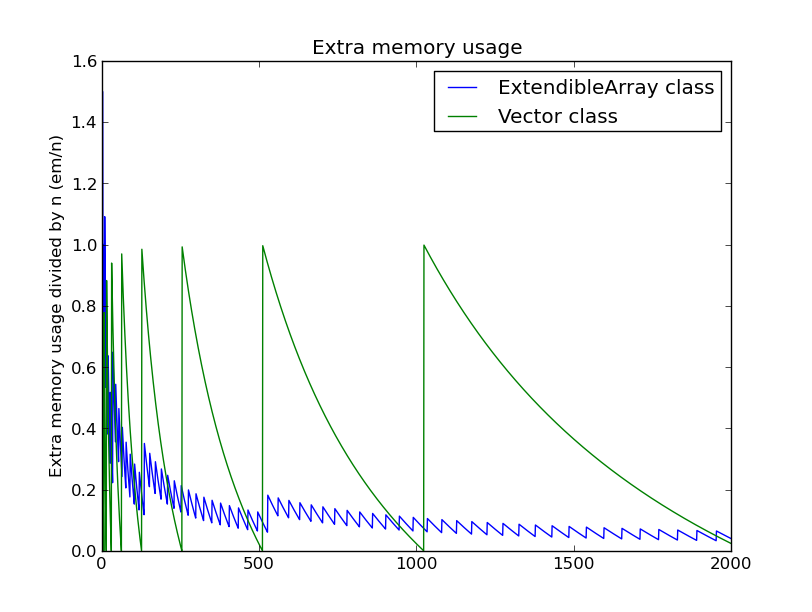 Extra memory usage
ExtendibleArray class
Vector class
Extra memory usage divided by n (em/n)
1.6
1.4
1.2
1.0
0.8
0.6
0.4
0.2
0.0
0 500 1000 1500 2000